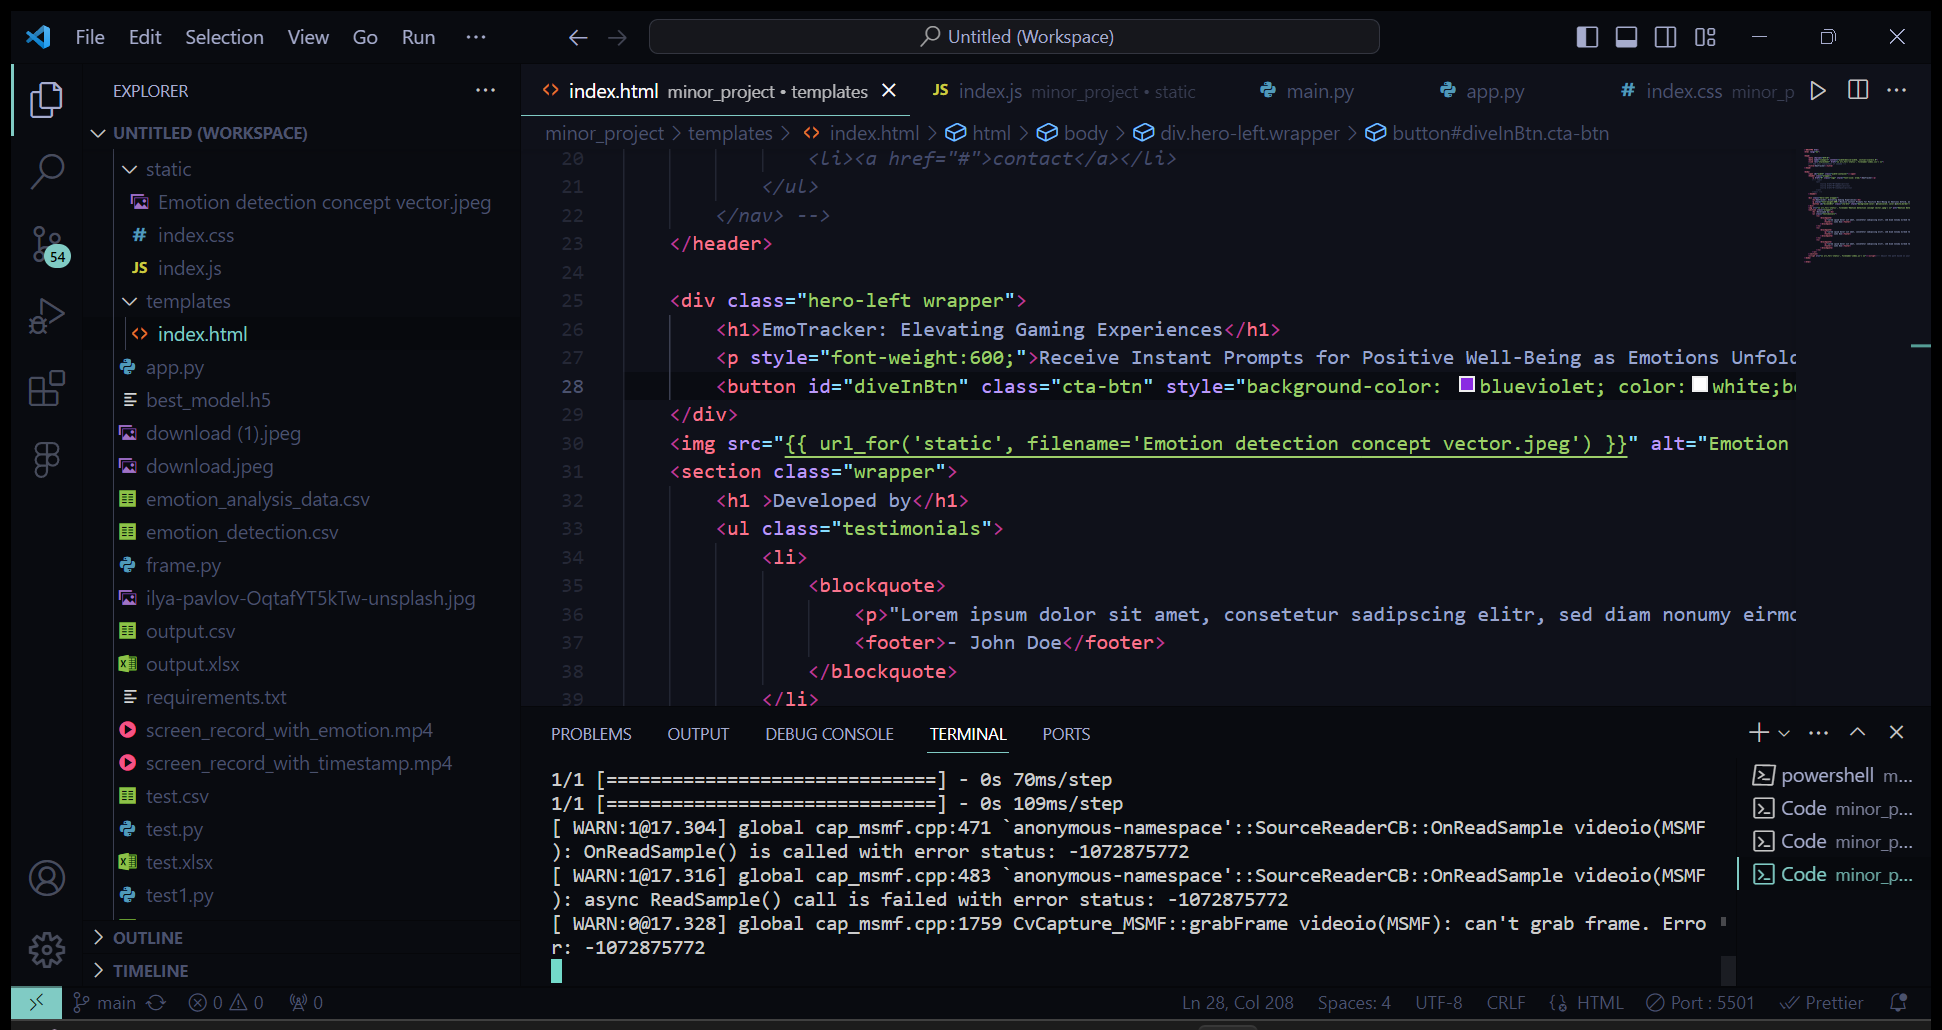 File Edit Selection View Go Run ···
Untitled (Workspace)
EXPLORER
UNTITLED (WORKSPACE)
static
Emotion detection concept vector.jpeg
# index.css
JS index.js
templates
<> index.html
app.py
best_model.h5
download (1).jpeg
download.jpeg
emotion_analysis_data.csv
emotion_detection.csv
frame.py
ilya-pavlov-OqtafYT5kTw-unsplash.jpg
output.csv
output.xlsx
requirements.txt
screen_record_with_emotion.mp4
screen_record_with_timestamp.mp4
test.csv
test.py
test.xlsx
test1.py
OUTLINE
TIMELINE
54
<> index.html minor_project • templates
JS index.js minor_project • static
main.py
app.py
# index.css minor_p
minor_project > templates > <> index.html > html > body > div.hero-left.wrapper > button#diveInBtn.cta-btn
20 <li><a href="#">contact</a></li>
21 </ul>
22 </nav> -->
23 </header>
24
25 <div class="hero-left wrapper">
26 <h1>EmoTracker: Elevating Gaming Experiences</h1>
27 <p style="font-weight:600;">Receive Instant Prompts for Positive Well-Being as Emotions Unfol
28 <button id="diveInBtn" class="cta-btn" style="background-color: blueviolet; color: white;b
29 </div>
30 <img src="{{ url_for('static', filename='Emotion detection concept vector.jpeg') }}" alt="Emotion
31 <section class="wrapper">
32 <h1 >Developed by</h1>
33 <ul class="testimonials">
34 <li>
35 <blockquote>
36 <p>"Lorem ipsum dolor sit amet, consetetur sadipscing elitr, sed diam nonumy eirm
37 <footer>- John Doe</footer>
38 </blockquote>
39 </li>
PROBLEMS OUTPUT DEBUG CONSOLE TERMINAL PORTS
1/1 [==============================] - 0s 70ms/step
1/1 [==============================] - 0s 109ms/step
[ WARN:1@17.304] global cap_msmf.cpp:471 `anonymous-namespace'::SourceReaderCB::OnReadSample videoio(MSMF
): OnReadSample() is called with error status: -1072875772
[ WARN:1@17.316] global cap_msmf.cpp:483 `anonymous-namespace'::SourceReaderCB::OnReadSample videoio(MSMF
): async ReadSample() call is failed with error status: -1072875772
[ WARN:0@17.328] global cap_msmf.cpp:1759 CvCapture_MSMF::grabFrame videoio(MSMF): can't grab frame. Erro
r: -1072875772
powershell m...
Code minor_p...
Code minor_p...
Code minor_p...
main 0 0 0
Ln 28, Col 208 Spaces: 4 UTF-8 CRLF HTML Port : 5501 Prettier